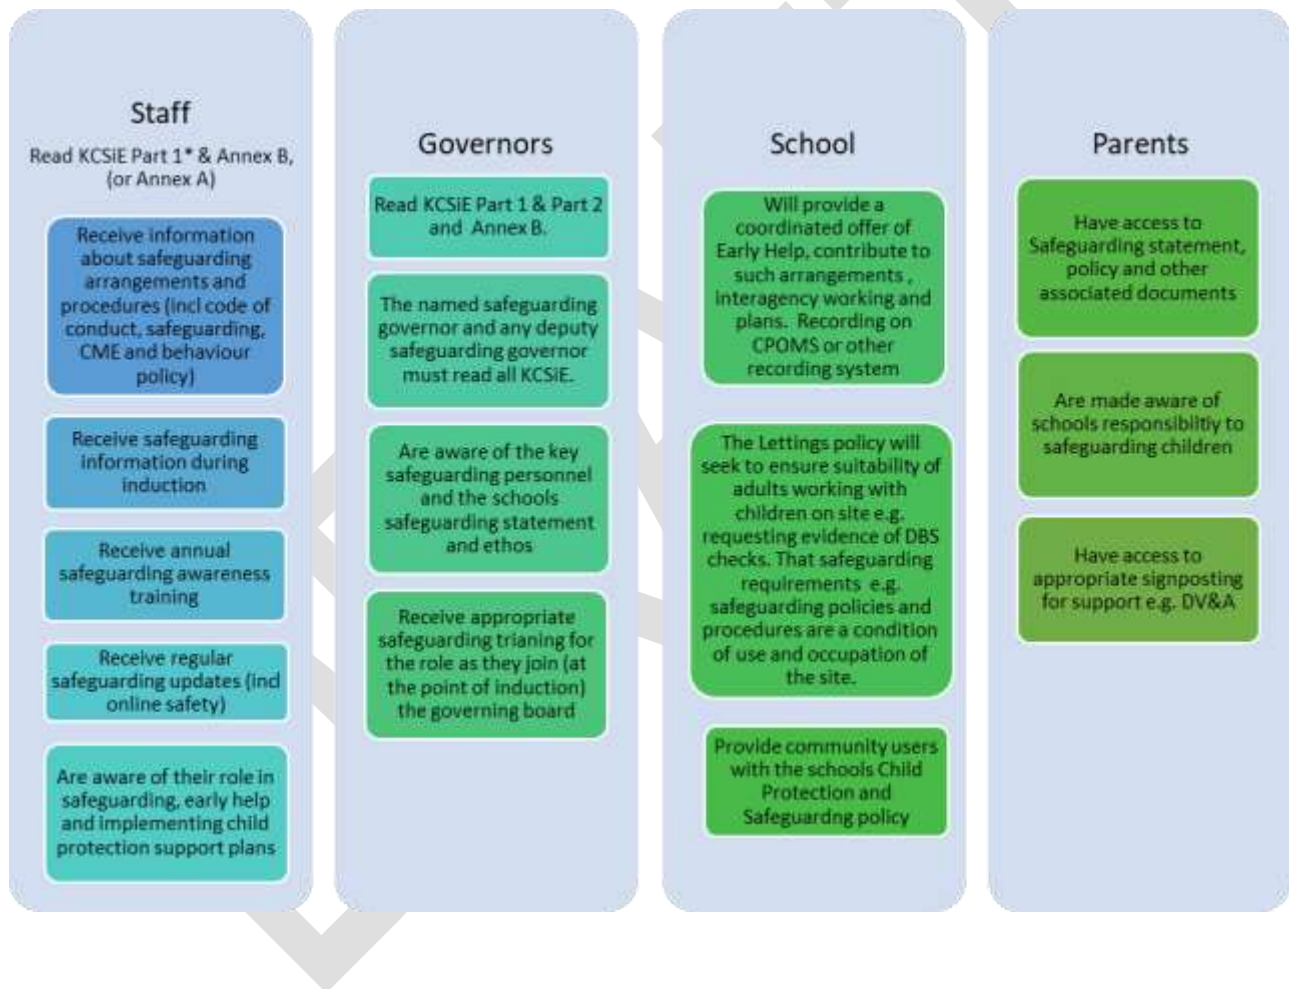 Staff
Read KCSiE Part 1* & Annex B,
(or Annex A)
Receive information
about safeguarding
arrangements and
procedures (incl code of
conduct, safeguarding,
CME and behaviour
policy)
Receive safeguarding
information during
induction
Receive annual
safeguarding awareness
training
Receive regular
safeguarding updates (incl
online safety)
Are aware of their role in
safeguarding, early help
and implementing child
protection support plans
Governors
Read KCSiE Part 1 & Part 2
and Annex B.
The named safeguarding
governor and any deputy
safeguarding governor
must read all KCSiE.
Are aware of the key
safeguarding personnel
and the schools
safeguarding statement
and ethos
Receive appropriate
safeguarding trianing for
the role as they join (at
the point of induction)
the governing board
School
Will provide a
coordinated offer of
Early Help, contribute to
such arrangements ,
interagency working and
plans. Recording on
CPOMS or other
recording system
The Lettings policy will
seek to ensure suitability of
adults working with
children on site e.g.
requesting evidence of DBS
checks. That safeguarding
requirements e.g.
safeguarding policies and
procedures are a condition
of use and occupation of
the site.
Provide community users
with the schools Child
Protection and
Safeguardng policy
Parents
Have access to
Safeguarding statement,
policy and other
associated documents
Are made aware of
schools responsibiltiy to
safeguarding children
Have access to
appropriate signposting
for support e.g. DV&A